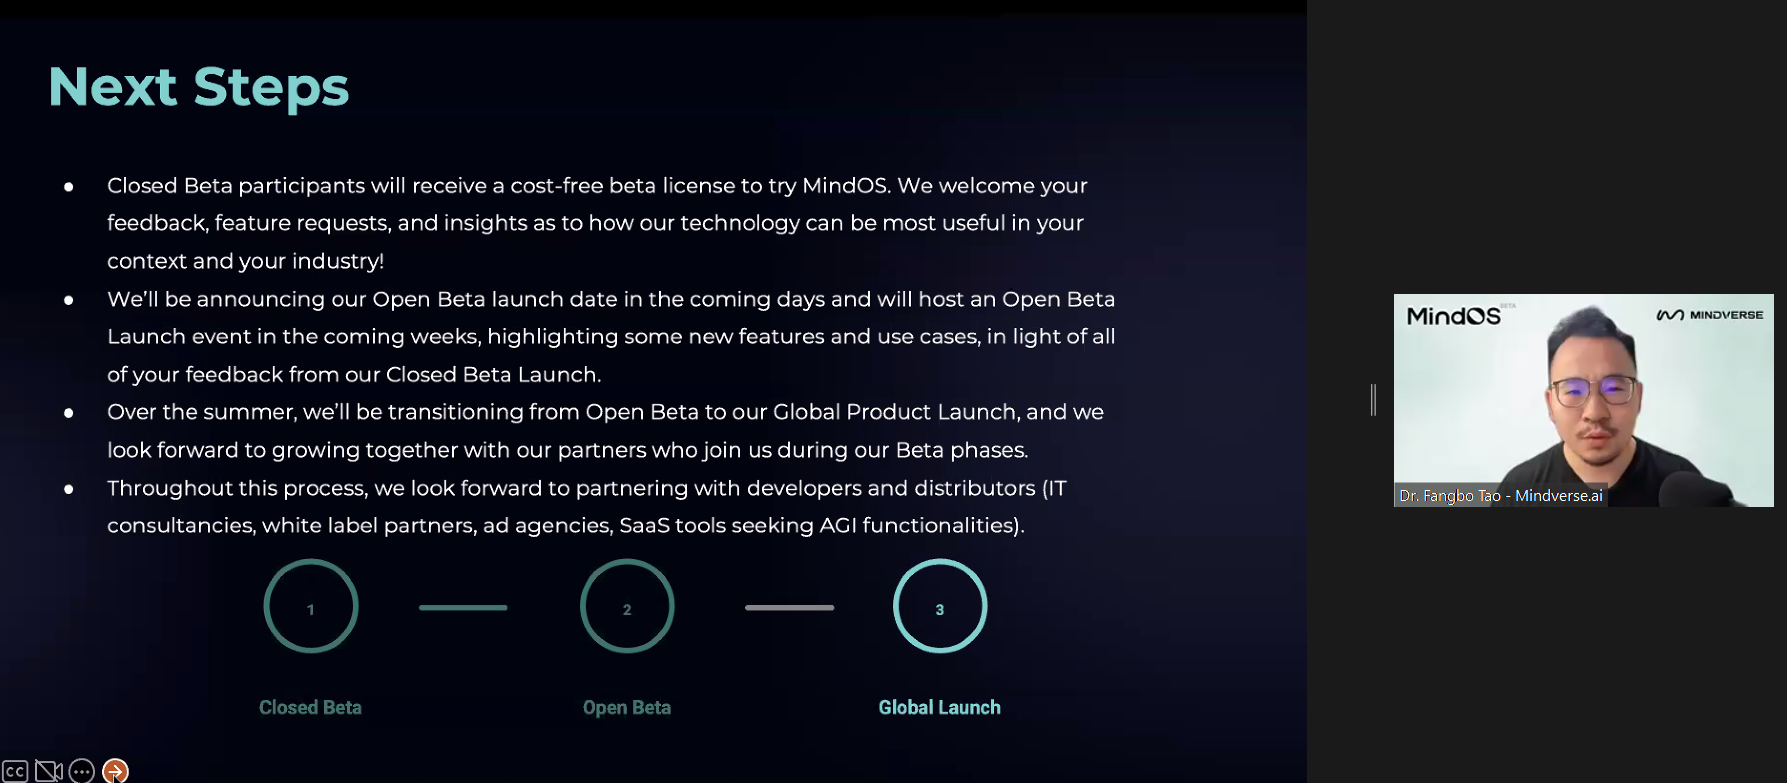 Next Steps
● Closed Beta participants will receive a cost-free beta license to try MindOS. We welcome your
feedback, feature requests, and insights as to how our technology can be most useful in your
context and your industry!
● We'll be announcing our Open Beta launch date in the coming days and will host an Open Beta
Launch event in the coming weeks, highlighting some new features and use cases, in light of all
of your feedback from our Closed Beta Launch.
● Over the summer, we'll be transitioning from Open Beta to our Global Product Launch, and we
look forward to growing together with our partners who join us during our Beta phases.
● Throughout this process, we look forward to partnering with developers and distributors (IT
consultancies, white label partners, ad agencies, SaaS tools seeking AGI functionalities).
1
2
3
Closed Beta
Open Beta
Global Launch
CC
MindOS BETA
MINDVERSE
Dr. Fangbo Tao - Mindverse.ai